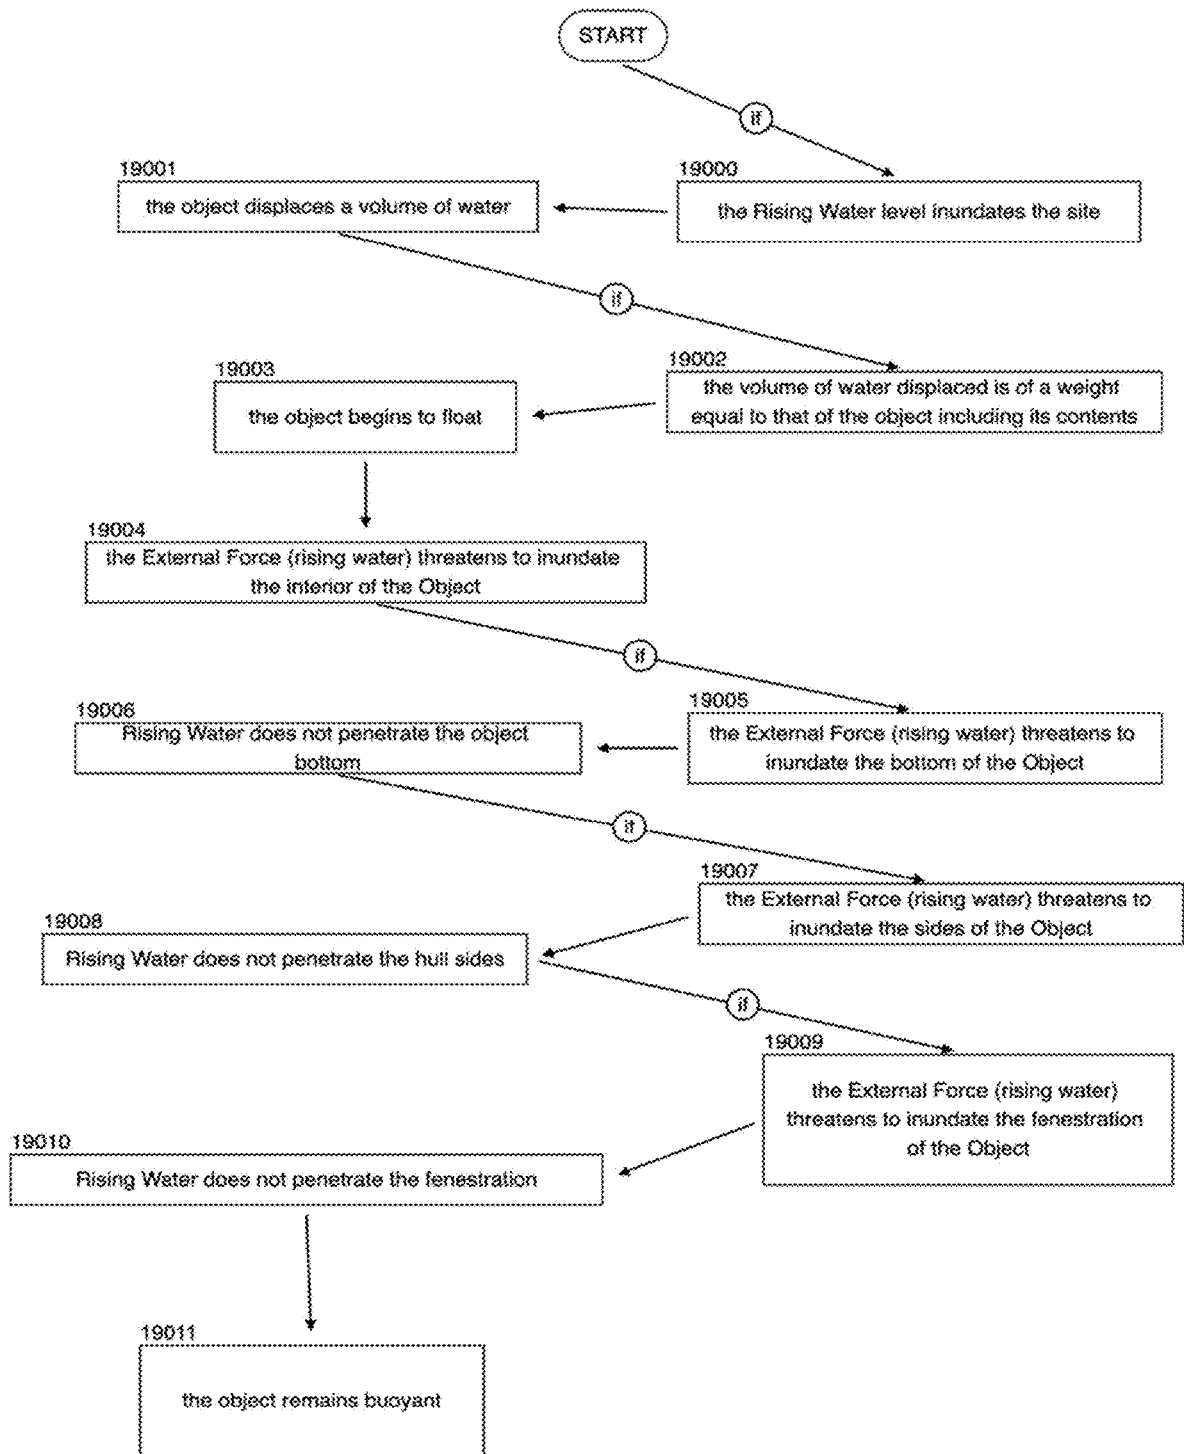 START
if
19000
the Rising Water level inundates the site
19001
the object displaces a volume of water
if
19002
the volume of water displaced is of a weight
equal to that of the object including its contents
19003
the object begins to float
19004
the External Force (rising water) threatens to inundate
the interior of the Object
if
19005
the External Force (rising water) threatens to
inundate the bottom of the Object
19006
Rising Water does not penetrate the object
bottom
if
19007
the External Force (rising water) threatens to
inundate the sides of the Object
19008
Rising Water does not penetrate the hull sides
if
19009
the External Force (rising water)
threatens to inundate the fenestration
of the Object
19010
Rising Water does not penetrate the fenestration
19011
the object remains buoyant